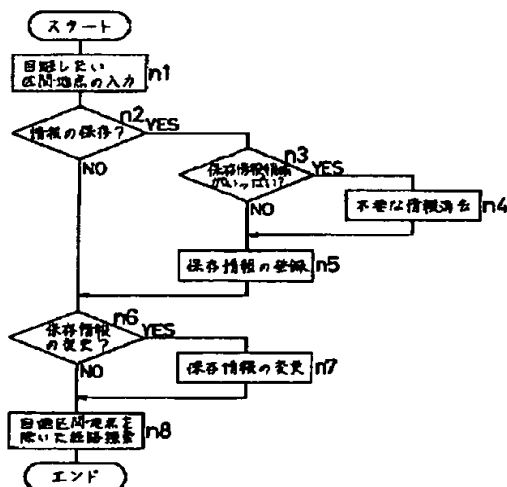 スタート
回避したい
区間・地点の入力
n1
n2
情報の保存?
YES
NO
n3
保存情報
がいっぱい?
YES
NO
不要な情報消去
n4
保存情報の登録
n5
n6
保存情報
の変更?
YES
NO
保存情報の変更
n7
回避区間・地点を
除いた経路探索
n8
エンド